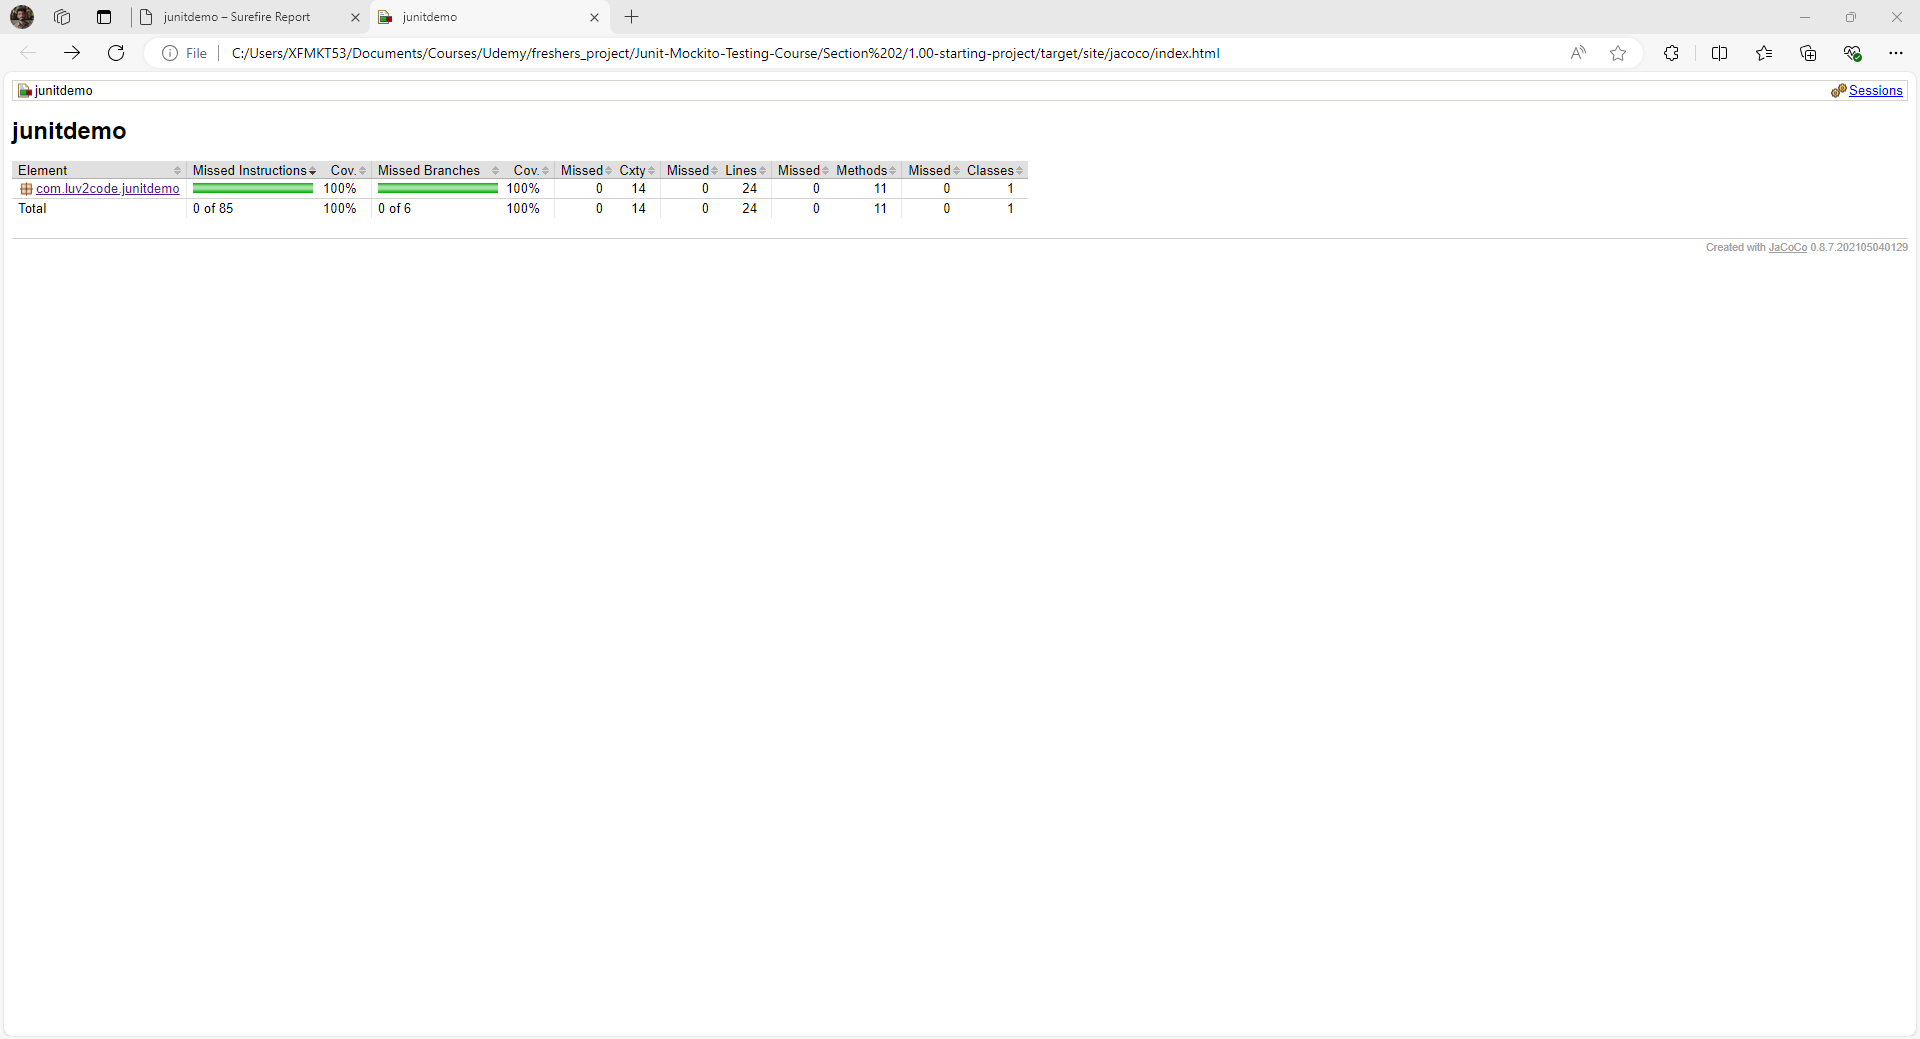 junitdemo – Surefire Report
junitdemo
File
C:/Users/XFMKT53/Documents/Courses/Udemy/freshers_project/Junit-Mockito-Testing-Course/Section%202/1.00-starting-project/target/site/jacoco/index.html
junitdemo Sessions
junitdemo
Element Missed Instructions Cov. Missed Branches Cov. Missed Cxty Missed Lines Missed Methods Missed Classes
com.luv2code.junitdemo 100% 100% 0 14 0 24 0 11 0 1
Total 0 of 85 100% 0 of 6 100% 0 14 0 24 0 11 0 1
Created with JaCoCo 0.8.7.202105040129